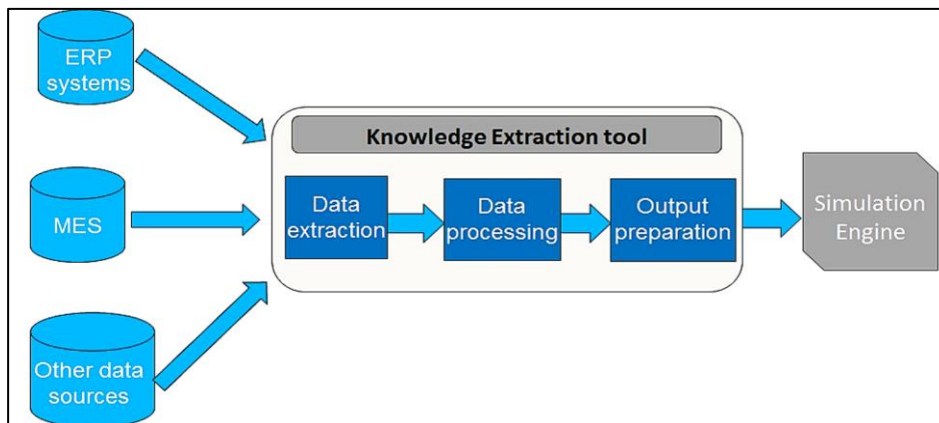 ERP
systems
MES
Other data
sources
Knowledge Extraction tool
Data
extraction
Data
processing
Output
preparation
Simulation
Engine